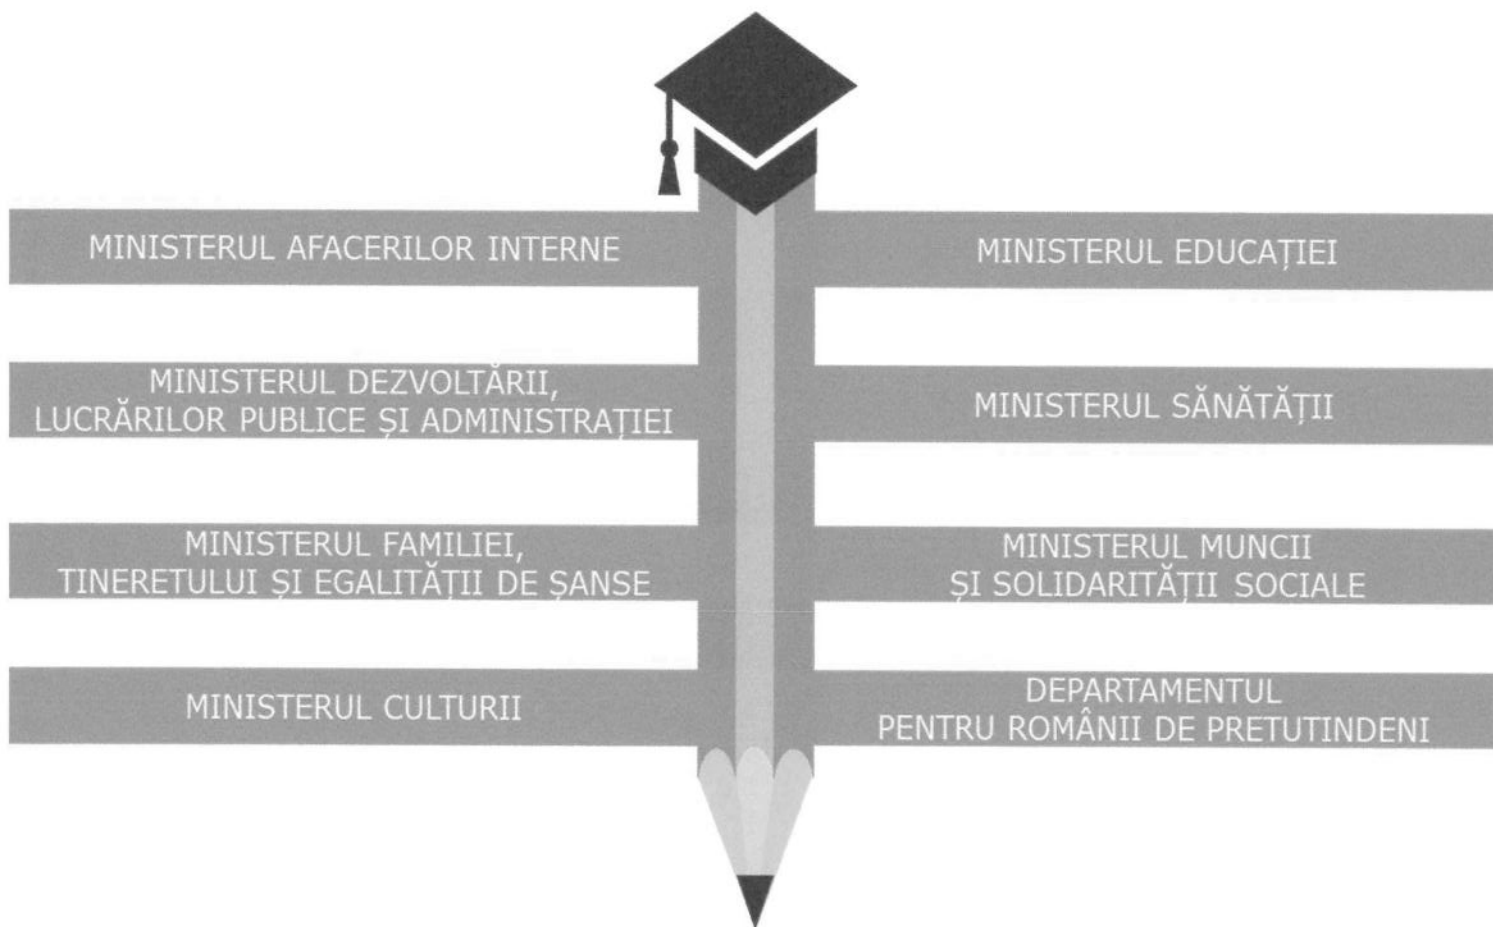 MINISTERUL AFACERILOR INTERNE
MINISTERUL EDUCAȚIEI
MINISTERUL DEZVOLTĂRII,
LUCRĂRILOR PUBLICE ȘI ADMINISTRAȚIEI
MINISTERUL SĂNĂTĂȚII
MINISTERUL FAMILIEI,
TINERETULUI ȘI EGALITĂȚII DE ȘANSE
MINISTERUL MUNCII
ȘI SOLIDARITĂȚII SOCIALE
MINISTERUL CULTURII
DEPARTAMENTUL
PENTRU ROMÂNII DE PRETUTINDENI